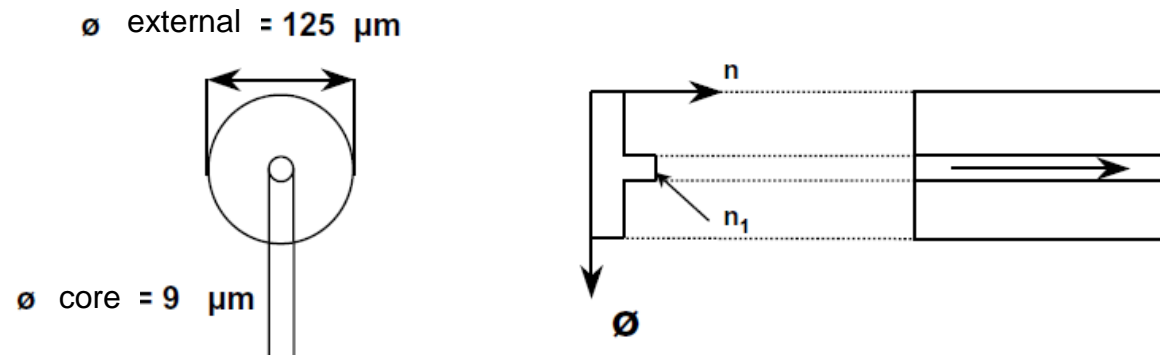 ø external = 125 µm
n
n1
ø core = 9 µm
ø